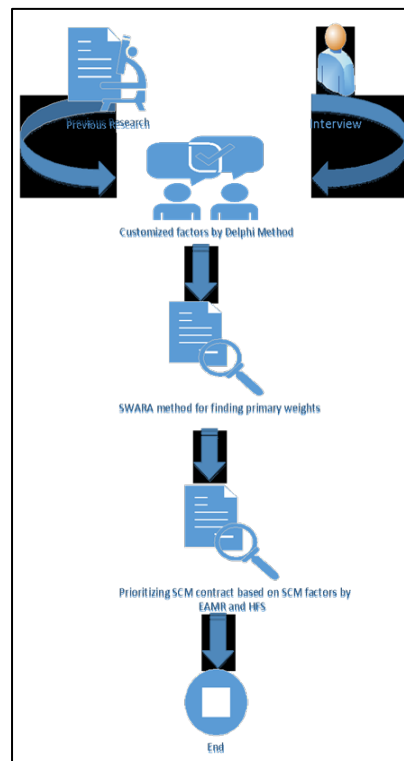 Previous Research
Interview
Customized factors by Delphi Method
SWARA method for finding primary weights
Prioritizing SCM contract based on SCM factors by
EAMR and HFS
End